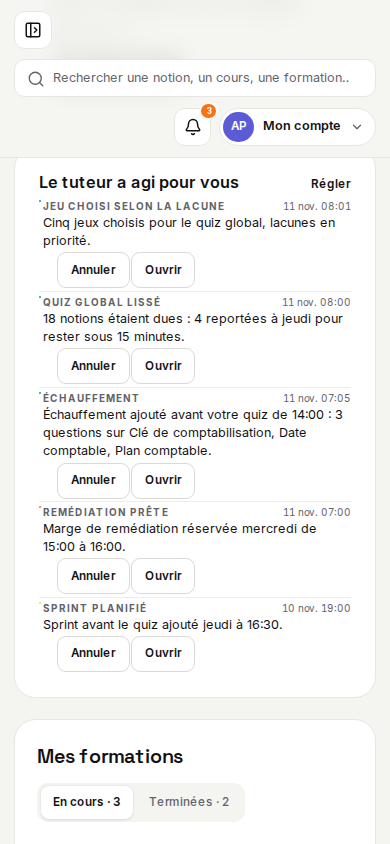 Rechercher une notion, un cours, une formation..
3
AP Mon compte
Le tuteur a agi pour vous Régler
JEU CHOISI SELON LA LACUNE 11 nov. 08:01
Cinq jeux choisis pour le quiz global, lacunes en
priorité.
Annuler Ouvrir
QUIZ GLOBAL LISSÉ 11 nov. 08:00
18 notions étaient dues : 4 reportées à jeudi pour
rester sous 15 minutes.
Annuler Ouvrir
ÉCHAUFFEMENT 11 nov. 07:05
Échauffement ajouté avant votre quiz de 14:00 : 3
questions sur Clé de comptabilisation, Date
comptable, Plan comptable.
Annuler Ouvrir
REMÉDIATION PRÊTE 11 nov. 07:00
Marge de remédiation réservée mercredi de
15:00 à 16:00.
Annuler Ouvrir
SPRINT PLANIFIÉ 10 nov. 19:00
Sprint avant le quiz ajouté jeudi à 16:30.
Annuler Ouvrir
Mes formations
En cours · 3 Terminées · 2